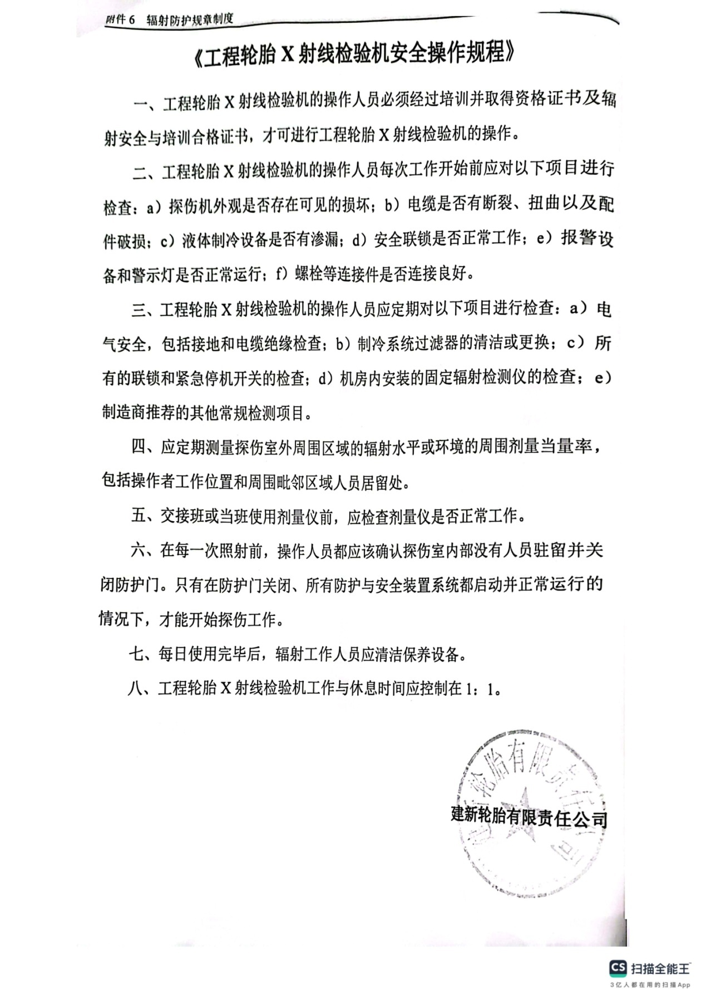 附件 6 辐射防护规章制度
《工程轮胎 X 射线检验机安全操作规程》
一、工程轮胎 X 射线检验机的操作人员必须经过培训并取得资格证书及辐
射安全与培训合格证书，才可进行工程轮胎 X 射线检验机的操作。
二、工程轮胎 X 射线检验机的操作人员每次工作开始前应对以下项目进行
检查：a）探伤机外观是否存在可见的损坏；b）电缆是否有断裂、扭曲以及配
件破损；c）液体制冷设备是否有渗漏；d）安全联锁是否正常工作；e）报警设
备和警示灯是否正常运行；f）螺栓等连接件是否连接良好。
三、工程轮胎 X 射线检验机的操作人员应定期对以下项目进行检查：a）电
气安全，包括接地和电缆绝缘检查；b）制冷系统过滤器的清洁或更换；c）所
有的联锁和紧急停机开关的检查；d）机房内安装的固定辐射检测仪的检查；e）
制造商推荐的其他常规检测项目。
四、应定期测量探伤室外周围区域的辐射水平或环境的周围剂量当量率，
包括操作者工作位置和周围毗邻区域人员居留处。
五、交接班或当班使用剂量仪前，应检查剂量仪是否正常工作。
六、在每一次照射前，操作人员都应该确认探伤室内部没有人员驻留并关
闭防护门。只有在防护门关闭、所有防护与安全装置系统都启动并正常运行的
情况下，才能开始探伤工作。
七、每日使用完毕后，辐射工作人员应清洁保养设备。
八、工程轮胎 X 射线检验机工作与休息时间应控制在 1：1。
轮胎有限责任公司
建新轮胎有限责任公司
CS 扫描全能王
3亿人都在用的扫描App